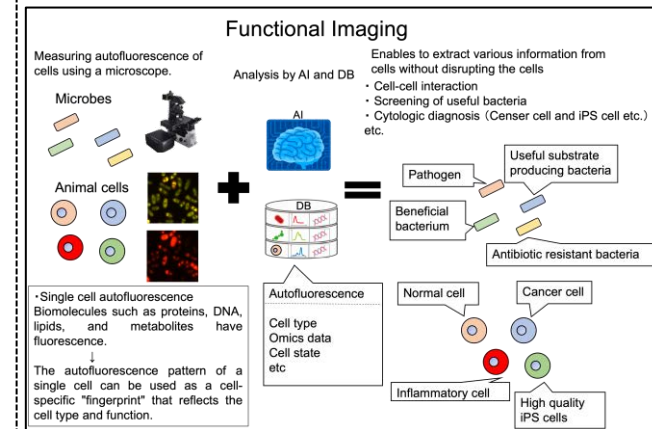 Functional Imaging
Measuring autofluorescence of
cells using a microscope.
Microbes
Animal cells
・Single cell autofluorescence
Biomolecules such as proteins, DNA,
lipids, and metabolites have
fluorescence.
↓
The autofluorescence pattern of a
single cell can be used as a cell-
specific "fingerprint" that reflects the
cell type and function.
Analysis by AI and DB
AI
DB
Autofluorescence
Cell type
Omics data
Cell state
etc
Enables to extract various information from
cells without disrupting the cells
・Cell-cell interaction
・Screening of useful bacteria
・Cytologic diagnosis (Censer cell and iPS cell etc.)
etc.
Pathogen
Useful substrate
producing bacteria
Beneficial
bacterium
Antibiotic resistant bacteria
Normal cell
Cancer cell
Inflammatory cell
High quality
iPS cells